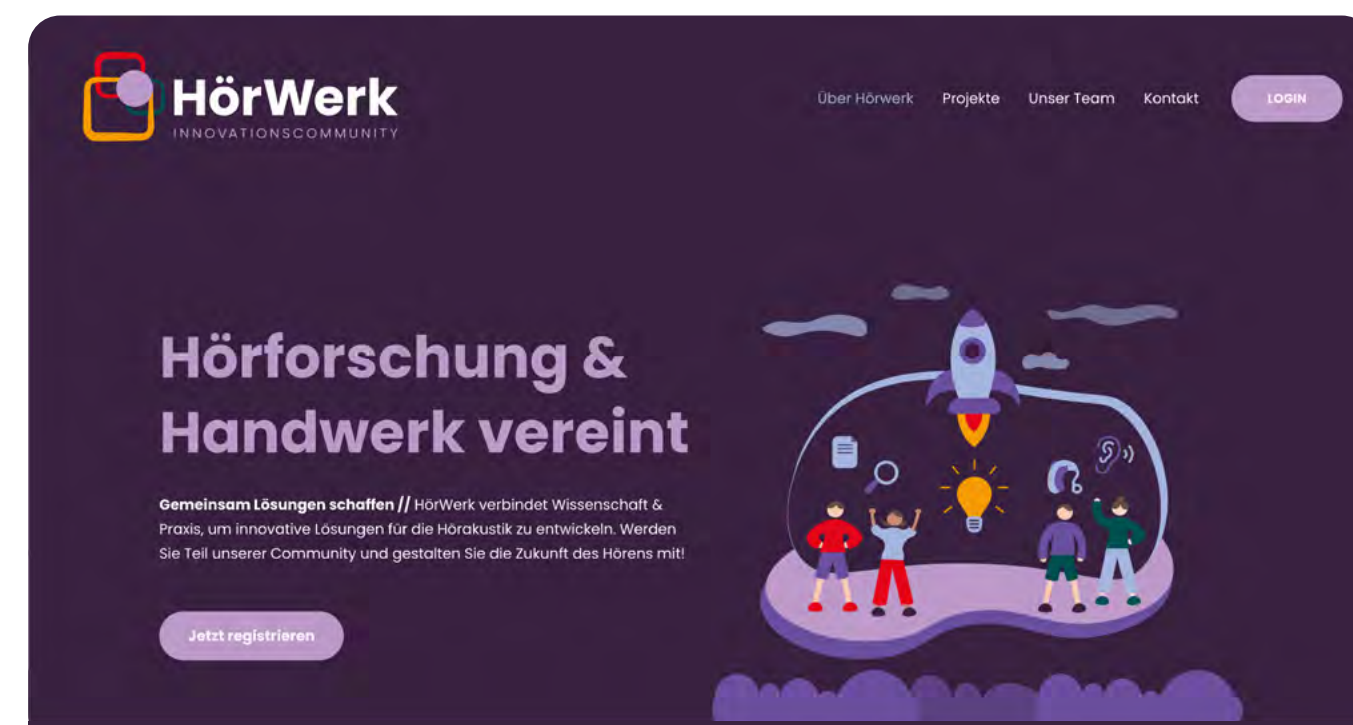 HörWerk
INNOVATIONSCOMMUNITY
Über Hörwerk Projekte Unser Team Kontakt LOGIN
Hörforschung &
Handwerk vereint
Gemeinsam Lösungen schaffen // HörWerk verbindet Wissenschaft &
Praxis, um innovative Lösungen für die Hörakustik zu entwickeln. Werden
Sie Teil unserer Community und gestalten Sie die Zukunft des Hörens mit!
Jetzt registrieren